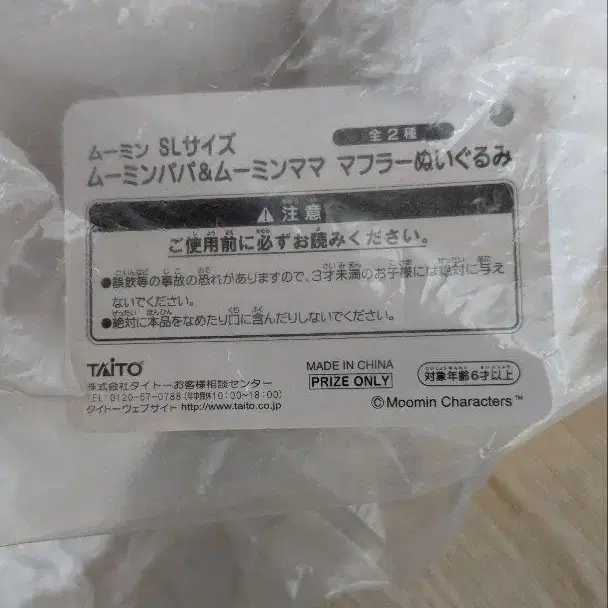 ムーミン SLサイズ
全2種
ムーミンパパ&ムーミンママ マフラーぬいぐるみ
注意
ご使用前に必ずお読みください。
●誤飲等の事故の恐れがありますので、3才未満のお子様には絶対に与え
ないでください。
●絶対に本品をなめたり口に含んだりしないでください。
TAITO
株式会社タイトーお客様相談センター
TEL 0120-57-0788 (年中無休10:00~18:00)
タイトーウェブサイト http://www.taito.co.jp
MADE IN CHINA
PRIZE ONLY
対象年齢6才以上
©Moomin Characters™